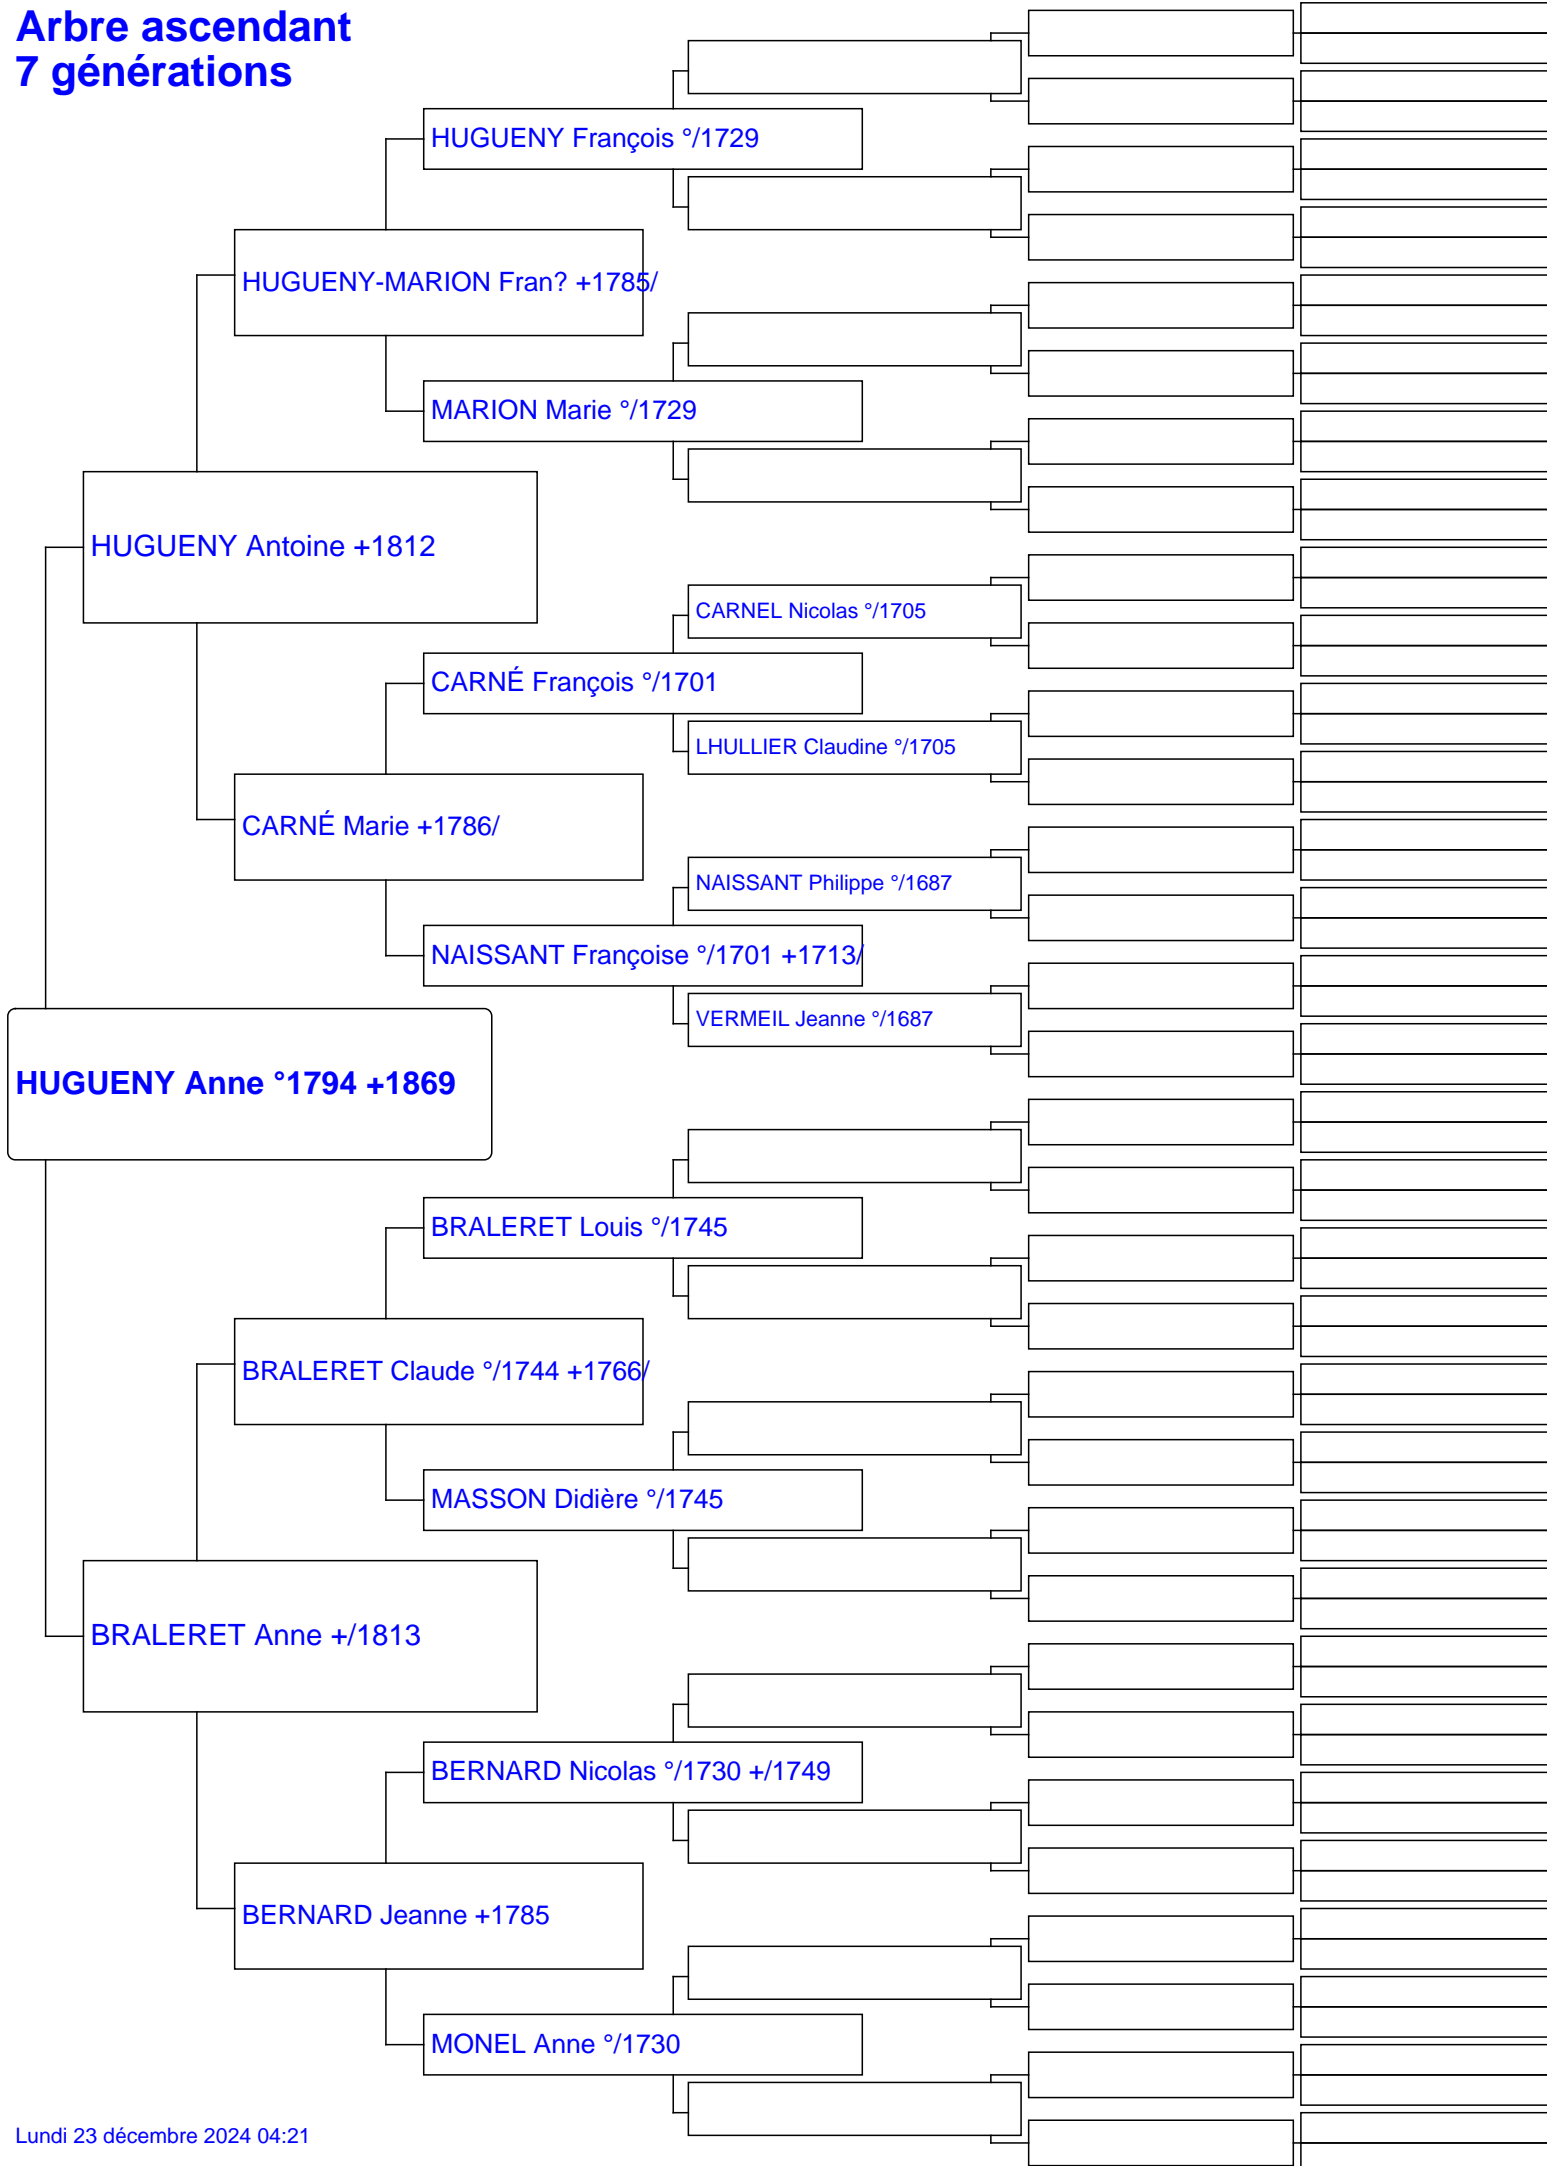 Arbre ascendant
7 générations
HUGUENY François °/1729
HUGUENY-MARION Fran? +1785/
MARION Marie °/1729
HUGUENY Antoine +1812
CARNEL Nicolas °/1705
CARNÉ François °/1701
LHULLIER Claudine °/1705
CARNÉ Marie +1786/
NAISSANT Philippe °/1687
NAISSANT Françoise °/1701 +1713/
VERMEIL Jeanne °/1687
HUGUENY Anne °1794 +1869
BRALERET Louis °/1745
BRALERET Claude °/1744 +1766/
MASSON Didière °/1745
BRALERET Anne +/1813
BERNARD Nicolas °/1730 +/1749
BERNARD Jeanne +1785
MONEL Anne °/1730
Lundi 23 décembre 2024 04:21